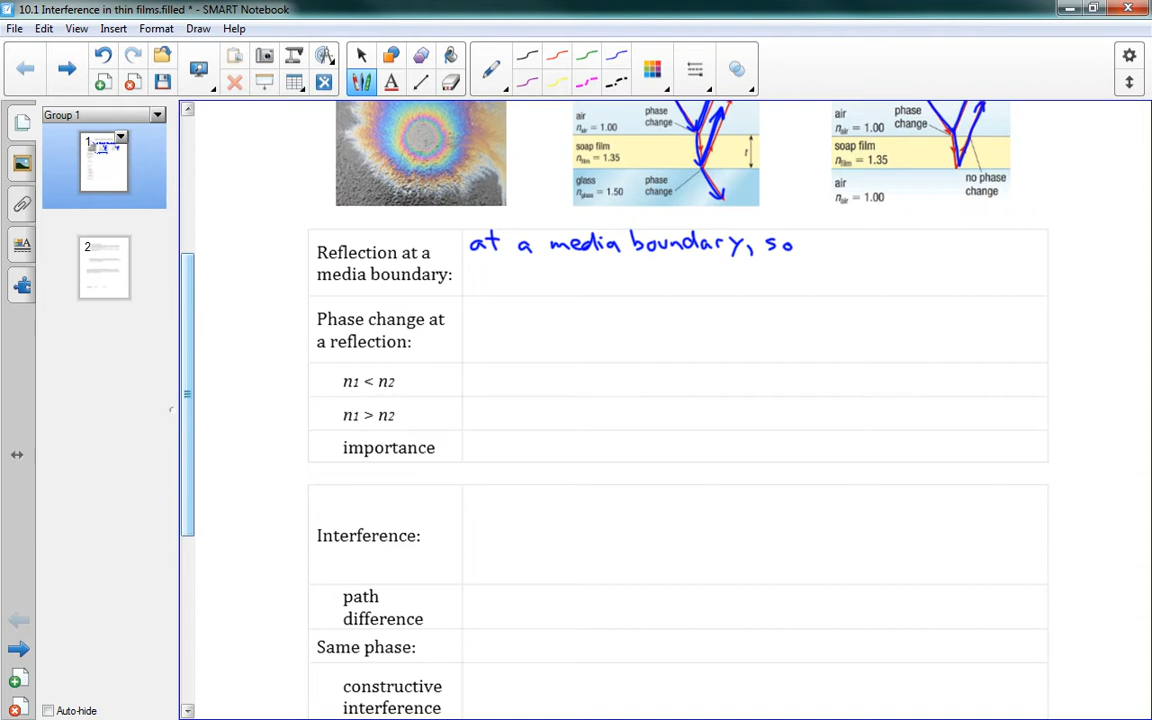 10.1 Interference in thin films.filled * - SMART Notebook
File Edit View Insert Format Draw Help
Group 1
1
2
air
n_air = 1.00
phase
change
soap film
n_film = 1.35
t
glass
n_glass = 1.50
phase
change
air
n_air = 1.00
phase
change
soap film
n_film = 1.35
air
n_air = 1.00
no phase
change
Reflection at a
media boundary:
at a media boundary, so
Phase change at
a reflection:
n1 < n2
n1 > n2
importance
Interference:
path
difference
Same phase:
constructive
interference
Auto-hide